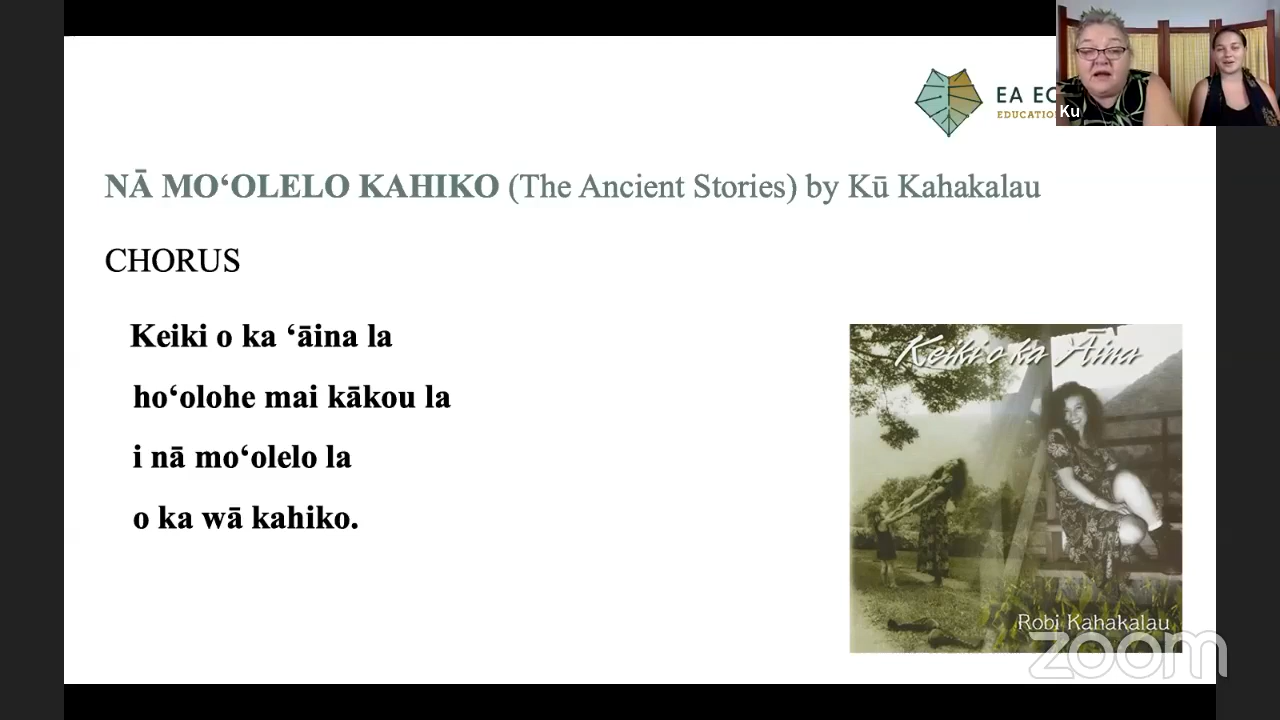 EA EC
EDUCATIO
Ku
NĀ MOʻOLELO KAHIKO (The Ancient Stories) by Kū Kahakalau
CHORUS
Keiki o ka ʻāina la
hoʻolohe mai kākou la
i nā moʻolelo la
o ka wā kahiko.
Keiki o ka Āina
Robi Kahakalau
zoom